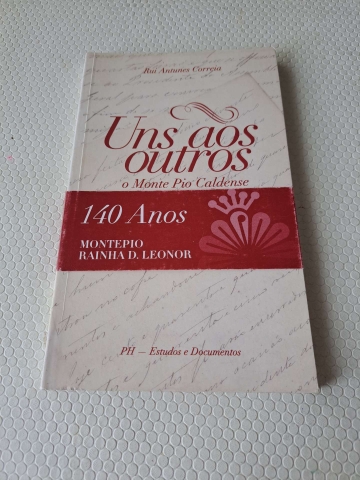 Rui Antunes Correia
Uns aos
outros
o Monte Pio Caldense
140 Anos
MONTEPIO
RAINHA D. LEONOR
PH — Estudos e Documentos